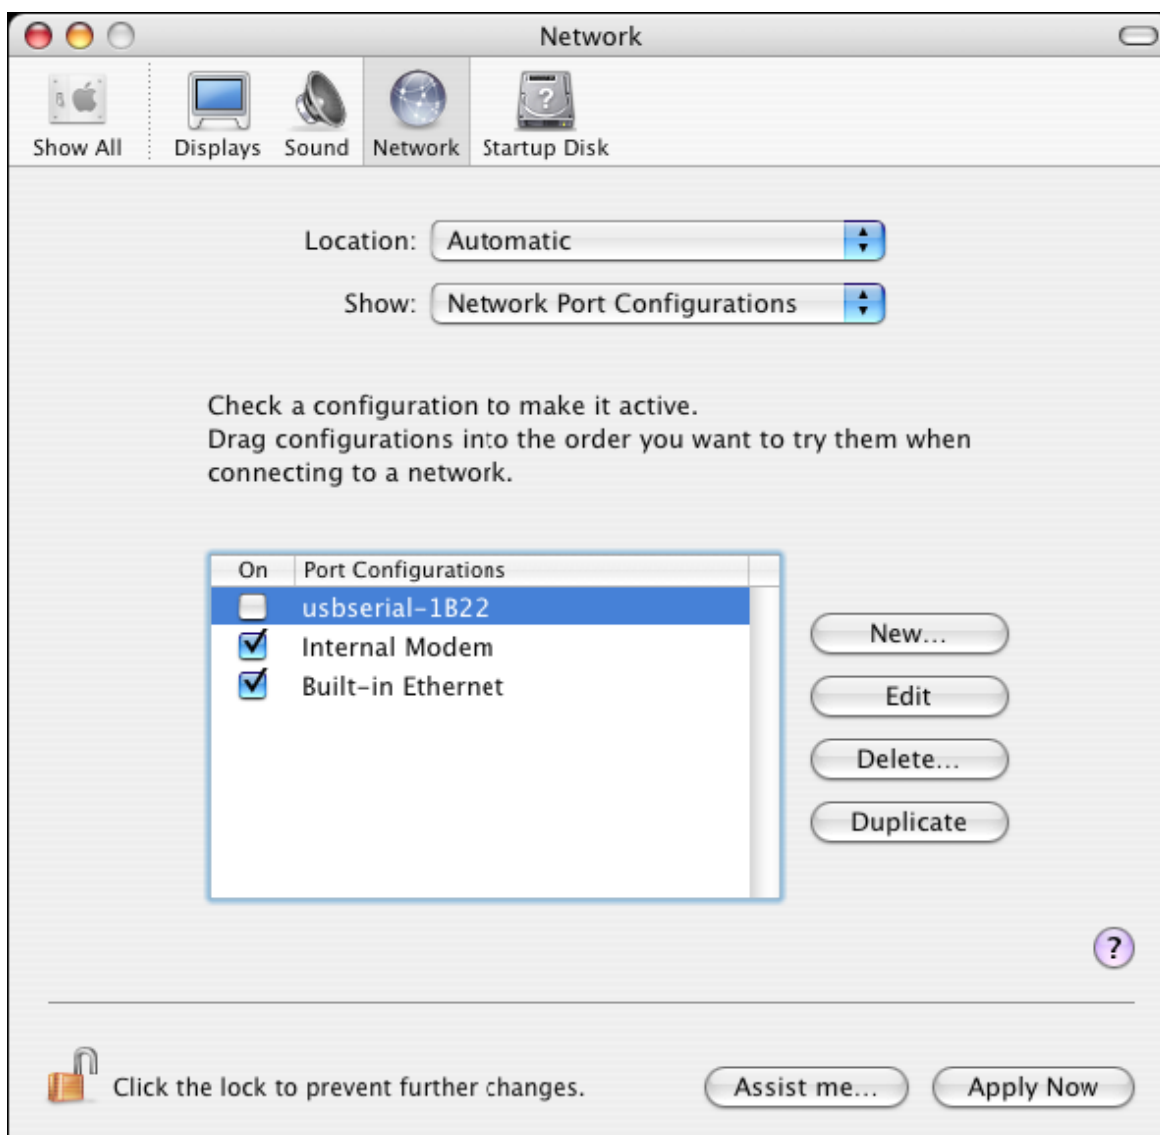 Network
Show All
Displays
Sound
Network
Startup Disk
Location: Automatic
Show: Network Port Configurations
Check a configuration to make it active.
Drag configurations into the order you want to try them when
connecting to a network.
On Port Configurations
usbserial-1B22
Internal Modem
Built-in Ethernet
New...
Edit
Delete...
Duplicate
?
Click the lock to prevent further changes.
Assist me...
Apply Now